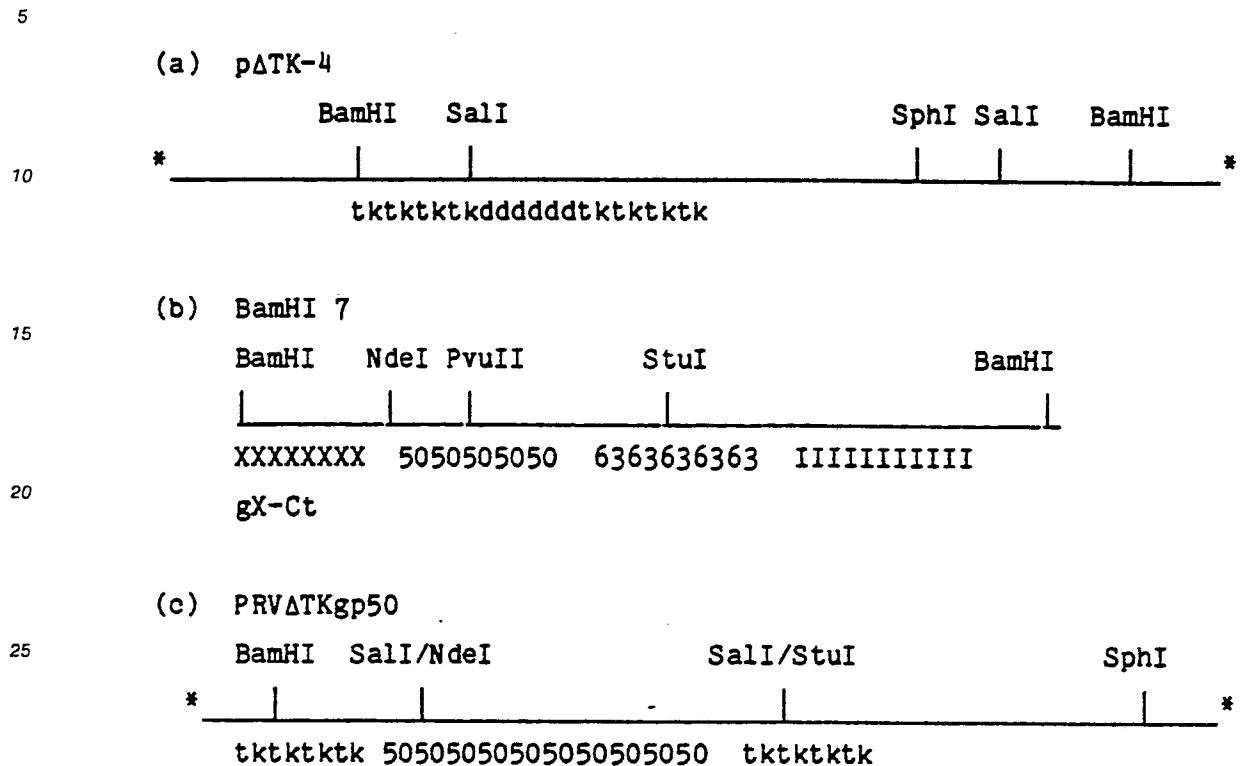 5
(a) pΔTK-4
BamHI SalI SphI SalI BamHI
* *
10
tktktktkddddddtktktktk
(b) BamHI 7
15
BamHI NdeI PvuII StuI BamHI
XXXXXXXX 5050505050 6363636363 IIIIIIIIIII
20
gX-Ct
(c) PRVΔTKgp50
25
BamHI SalI/NdeI SalI/StuI SphI
* *
tktktktk 50505050505050505050 tktktktk